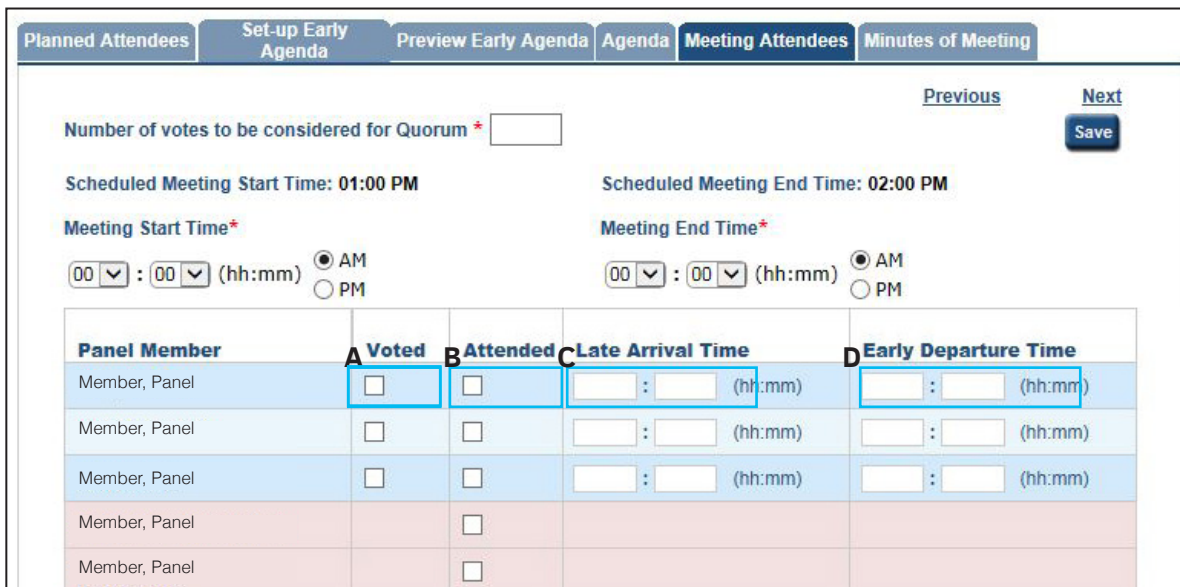 Planned Attendees Set-up Early Agenda Preview Early Agenda Agenda Meeting Attendees Minutes of Meeting
Previous Next
Number of votes to be considered for Quorum * Save
Scheduled Meeting Start Time: 01:00 PM Scheduled Meeting End Time: 02:00 PM
Meeting Start Time* Meeting End Time*
00 : 00 (hh:mm) AM PM 00 : 00 (hh:mm) AM PM
Panel Member A Voted B Attended C Late Arrival Time D Early Departure Time
Member, Panel : (hh:mm) : (hh:mm)
Member, Panel : (hh:mm) : (hh:mm)
Member, Panel : (hh:mm) : (hh:mm)
Member, Panel
Member, Panel